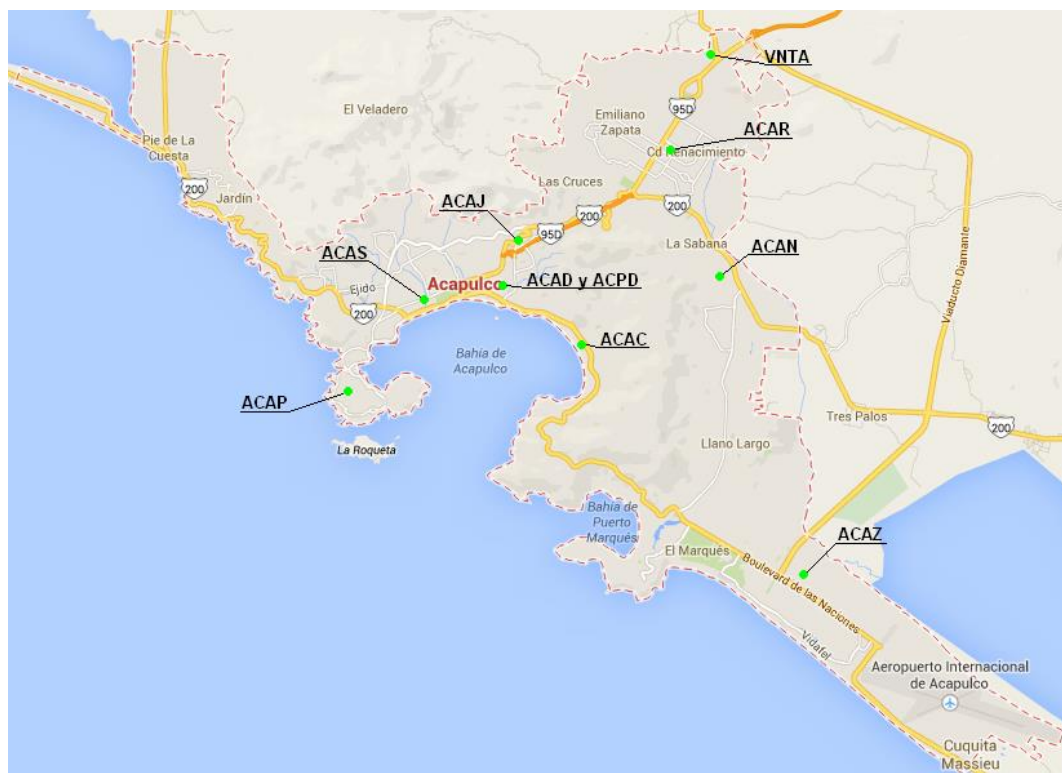 VNTA
El Veladero
95D
Emiliano
Zapata
ACAR
Cd Renacimiento
Pie de La
Cuesta
200
Jardín
Las Cruces
ACAJ
200
95D
200
La Sabana
ACAS
ACAN
Viaducto Diamante
Ejido
Acapulco
ACAD y ACPD
200
ACAC
Bahía de
Acapulco
ACAP
La Roqueta
Tres Palos
200
Llano Largo
Bahía de
Puerto
Marqués
ACAZ
El Marqués
Boulevard de las Naciones
Vidafel
Aeropuerto Internacional
de Acapulco
Cuquita
Massieu